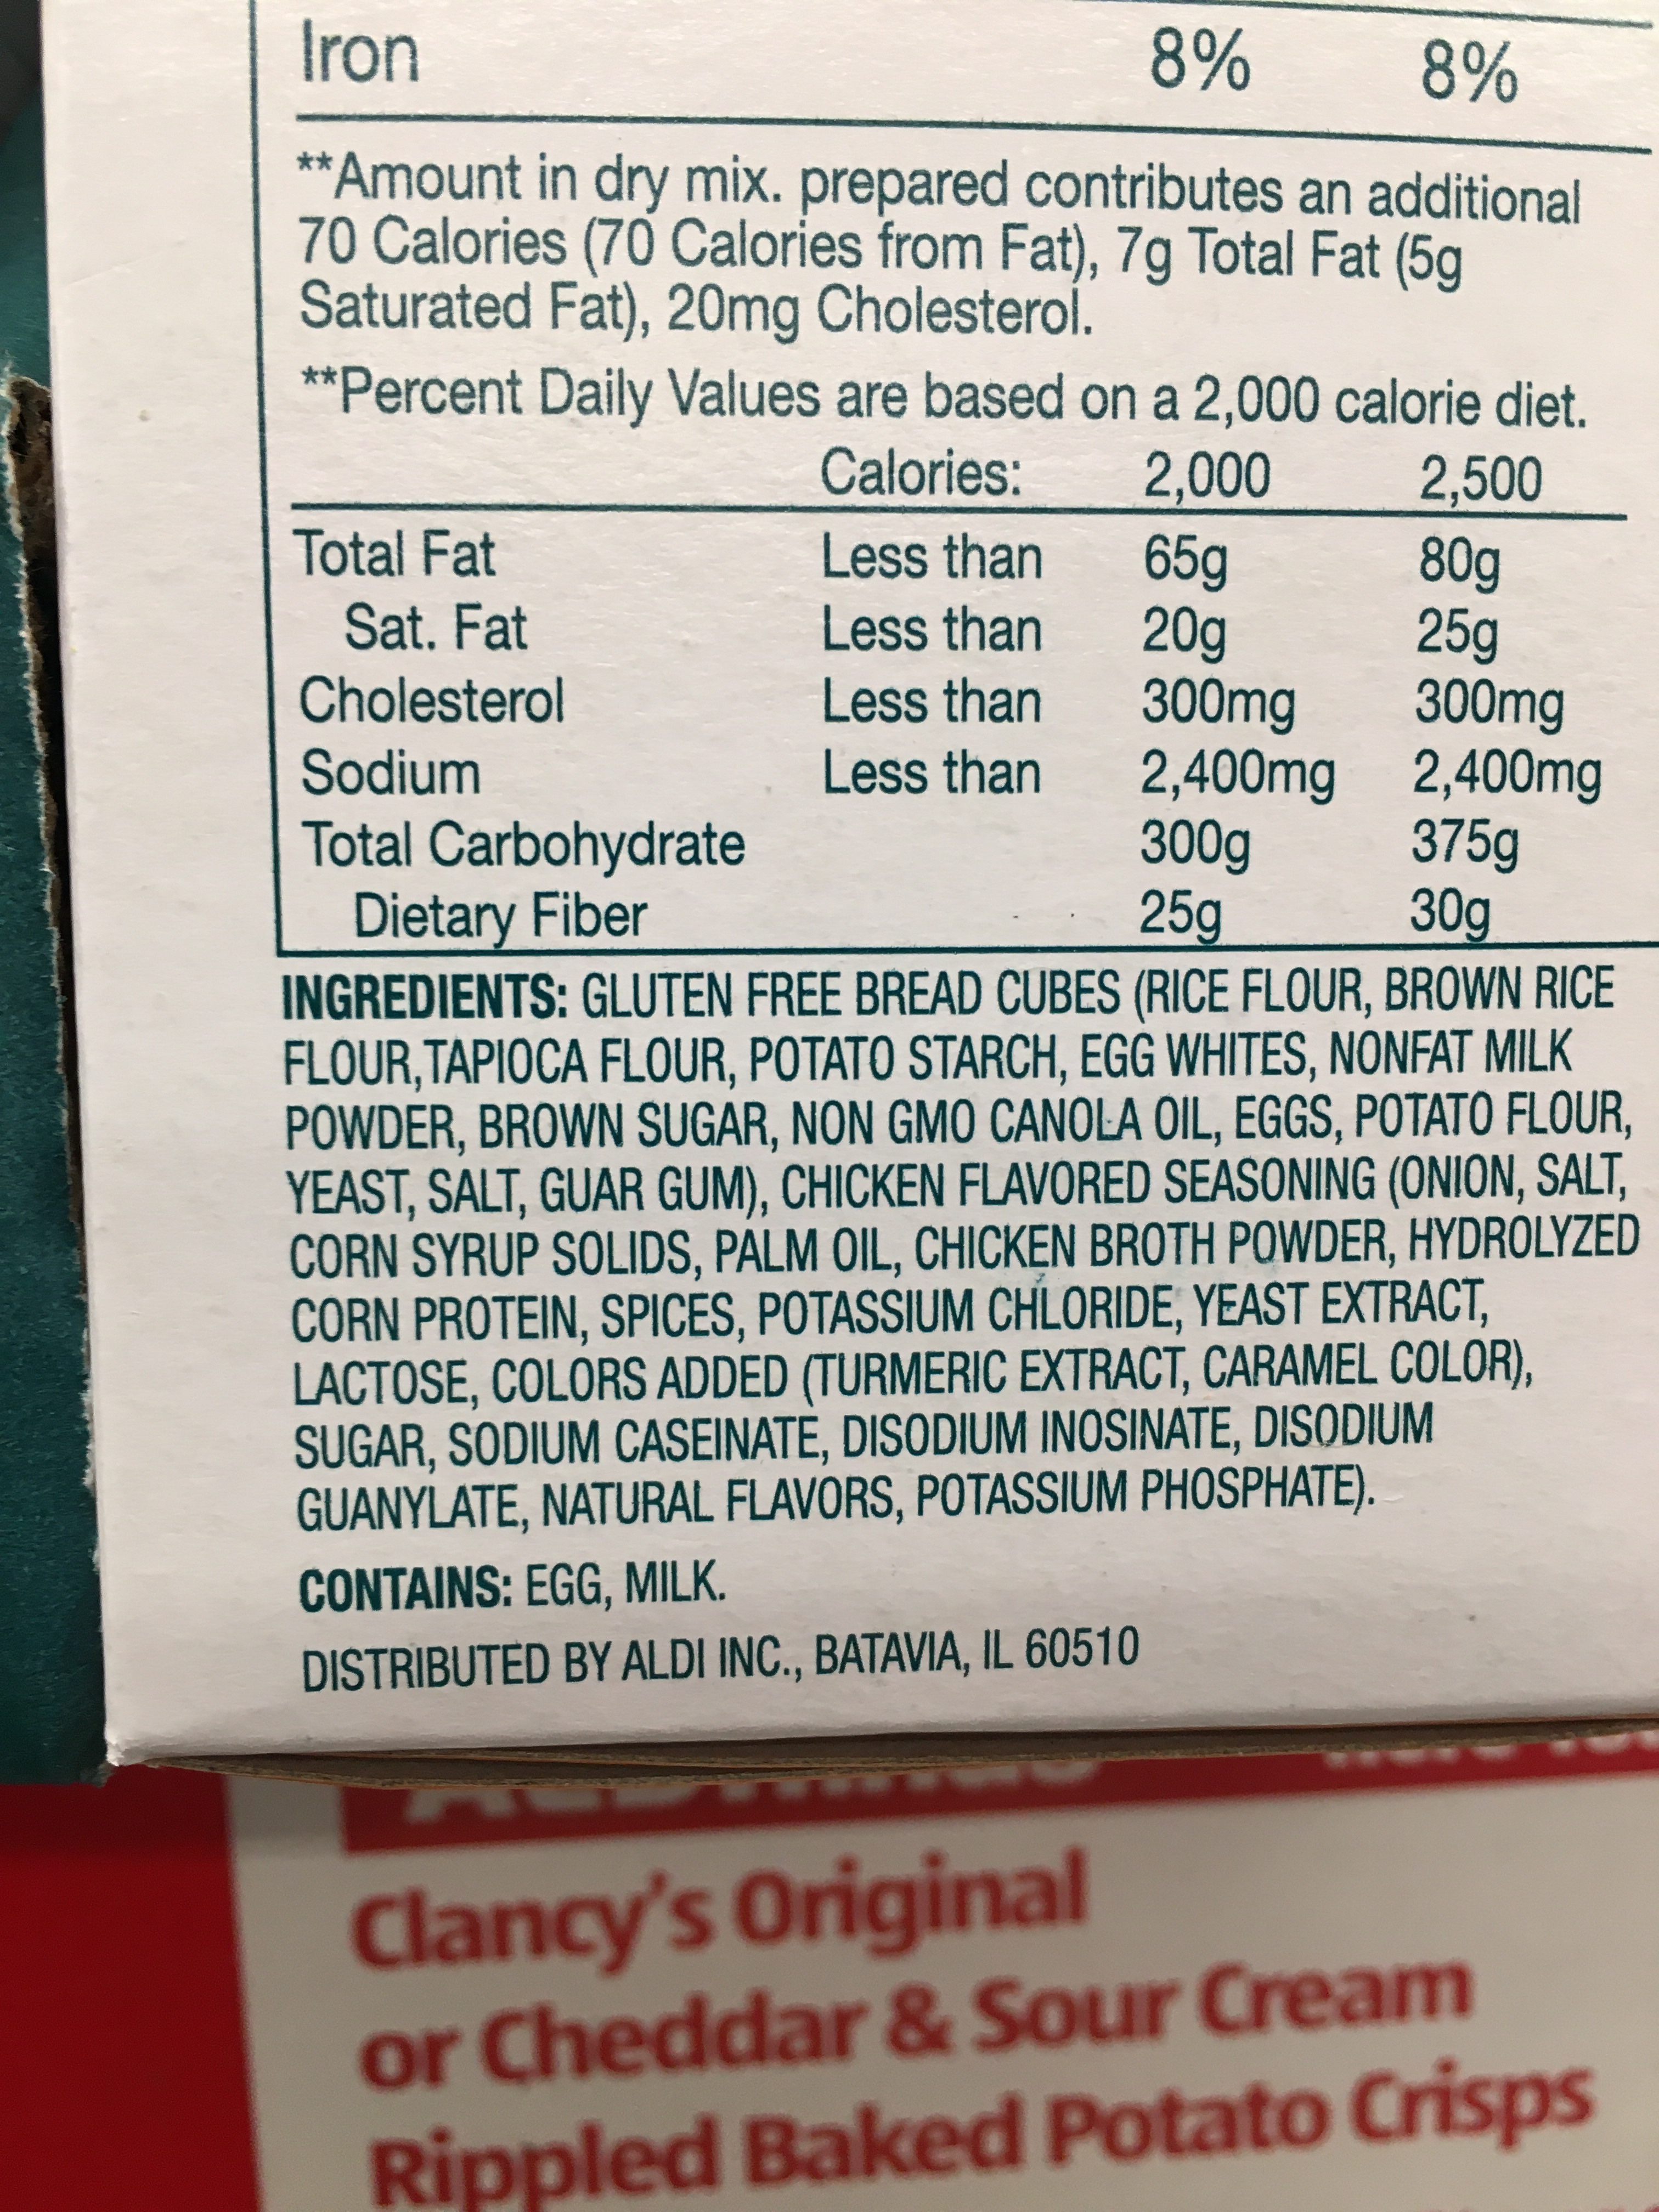 Iron 8% 8%
**Amount in dry mix. prepared contributes an additional
70 Calories (70 Calories from Fat), 7g Total Fat (5g
Saturated Fat), 20mg Cholesterol.
**Percent Daily Values are based on a 2,000 calorie diet.
Calories: 2,000 2,500
Total Fat Less than 65g 80g
Sat. Fat Less than 20g 25g
Cholesterol Less than 300mg 300mg
Sodium Less than 2,400mg 2,400mg
Total Carbohydrate 300g 375g
Dietary Fiber 25g 30g
INGREDIENTS: GLUTEN FREE BREAD CUBES (RICE FLOUR, BROWN RICE
FLOUR,TAPIOCA FLOUR, POTATO STARCH, EGG WHITES, NONFAT MILK
POWDER, BROWN SUGAR, NON GMO CANOLA OIL, EGGS, POTATO FLOUR,
YEAST, SALT, GUAR GUM), CHICKEN FLAVORED SEASONING (ONION, SALT,
CORN SYRUP SOLIDS, PALM OIL, CHICKEN BROTH POWDER, HYDROLYZED
CORN PROTEIN, SPICES, POTASSIUM CHLORIDE, YEAST EXTRACT,
LACTOSE, COLORS ADDED (TURMERIC EXTRACT, CARAMEL COLOR),
SUGAR, SODIUM CASEINATE, DISODIUM INOSINATE, DISODIUM
GUANYLATE, NATURAL FLAVORS, POTASSIUM PHOSPHATE).
CONTAINS: EGG, MILK.
DISTRIBUTED BY ALDI INC., BATAVIA, IL 60510
Clancy's Original
or Cheddar & Sour Cream
Rippled Baked Potato Crisps